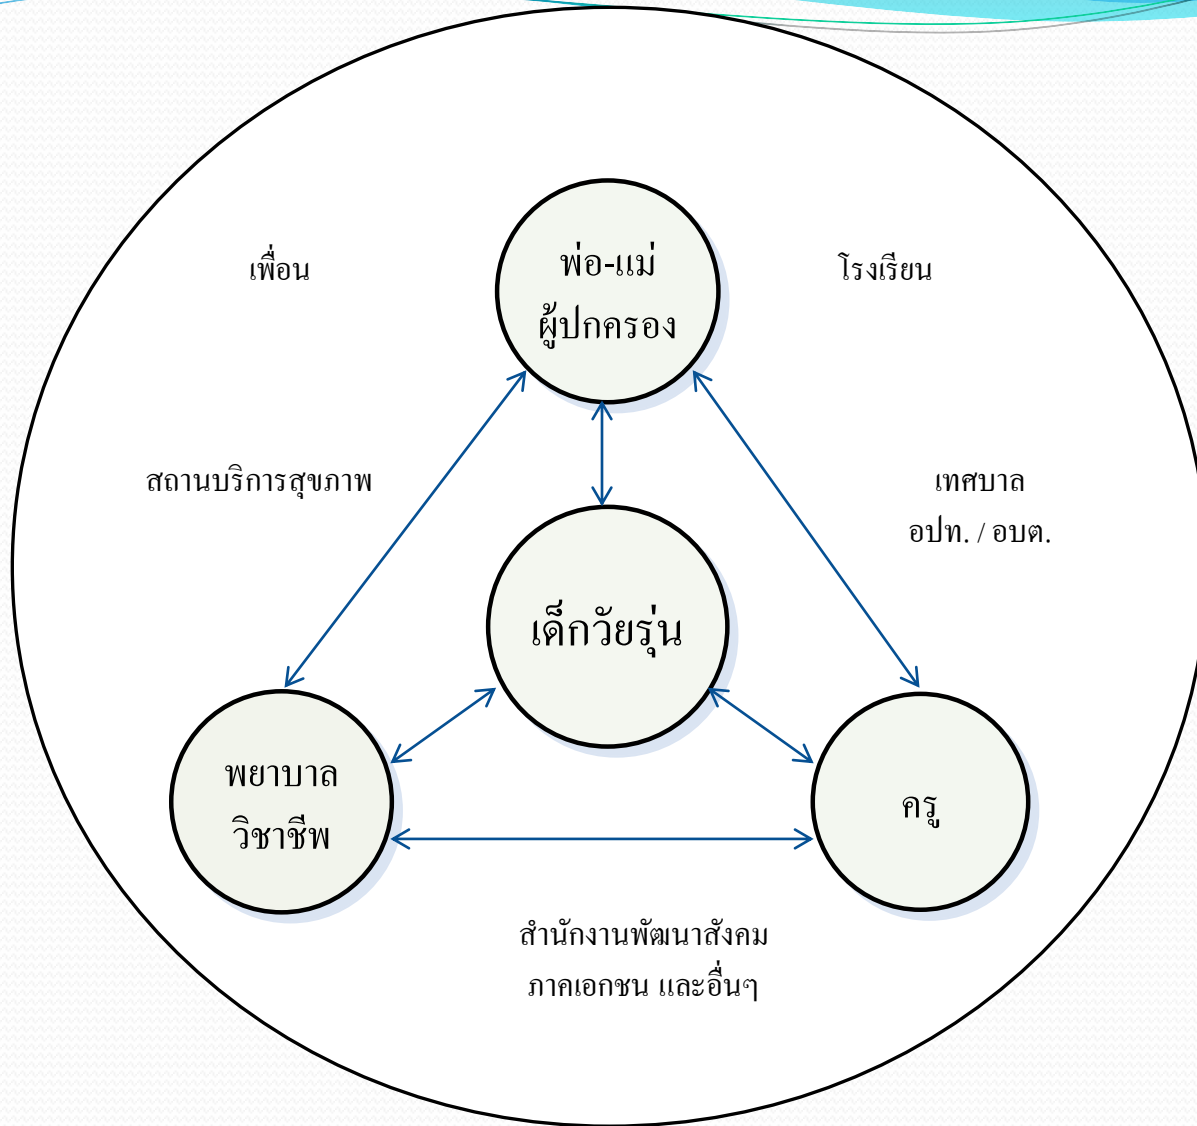 พ่อ-แม่
ผู้ปกครอง
เพื่อน
โรงเรียน
สถานบริการสุขภาพ
เทศบาล
อปท. / อบต.
เด็กวัยรุ่น
พยาบาล
วิชาชีพ
ครู
สำนักงานพัฒนาสังคม
ภาคเอกชน และอื่นๆ